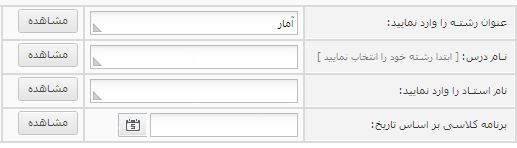 عنوان رشته را وارد نمایید: آمار مشاهده
نام درس: [ ابتدا رشته خود را انتخاب نمایید ] مشاهده
نام استاد را وارد نمایید: مشاهده
برنامه کلاسی بر اساس تاریخ: 5 مشاهده